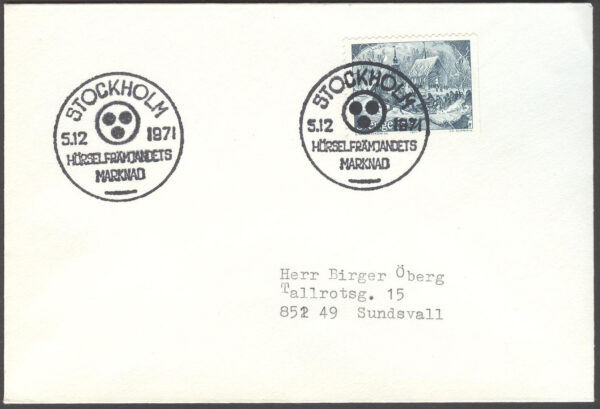 STOCKHOLM
5.12 1971
HÖRSELFRÄMJANDETS
MARKNAD
STOCKHOLM
5.12 1971
HÖRSELFRÄMJANDETS
MARKNAD
Herr Birger Öberg
Tallrotsg. 15
852 49 Sundsvall